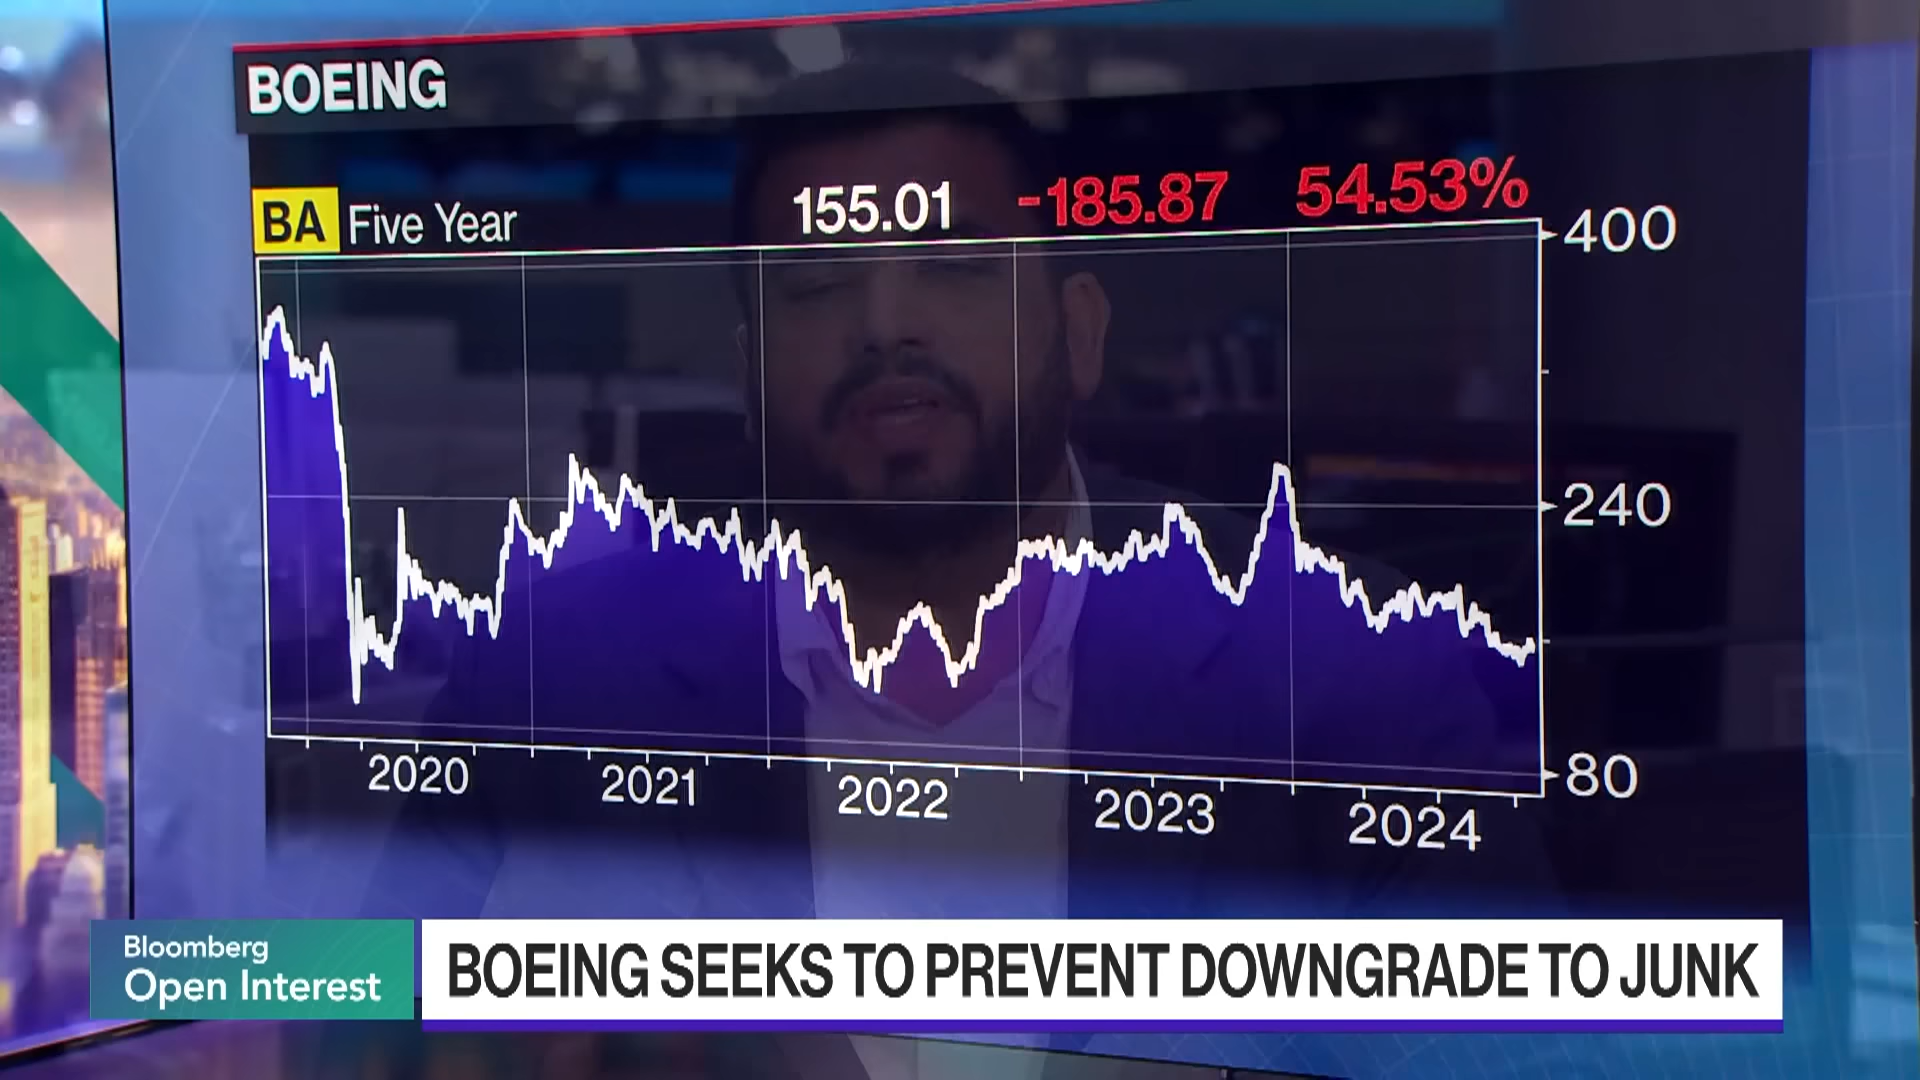 BOEING
BA Five Year 155.01 -185.87 54.53%
400
240
80
2020 2021 2022 2023 2024
Bloomberg
Open Interest
BOEING SEEKS TO PREVENT DOWNGRADE TO JUNK